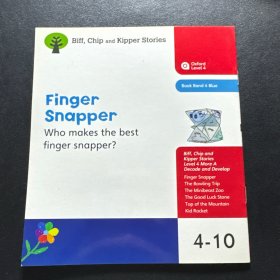 Biff, Chip and Kipper Stories
Oxford
Level 4
Book Band 4 Blue
Finger
Snapper
Who makes the best
finger snapper?
Biff, Chip and
Kipper Stories
Level 4 More A
Decode and Develop
Finger Snapper
The Bowling Trip
The Minibeast Zoo
The Good Luck Stone
Top of the Mountain
Kid Rocket
4-10